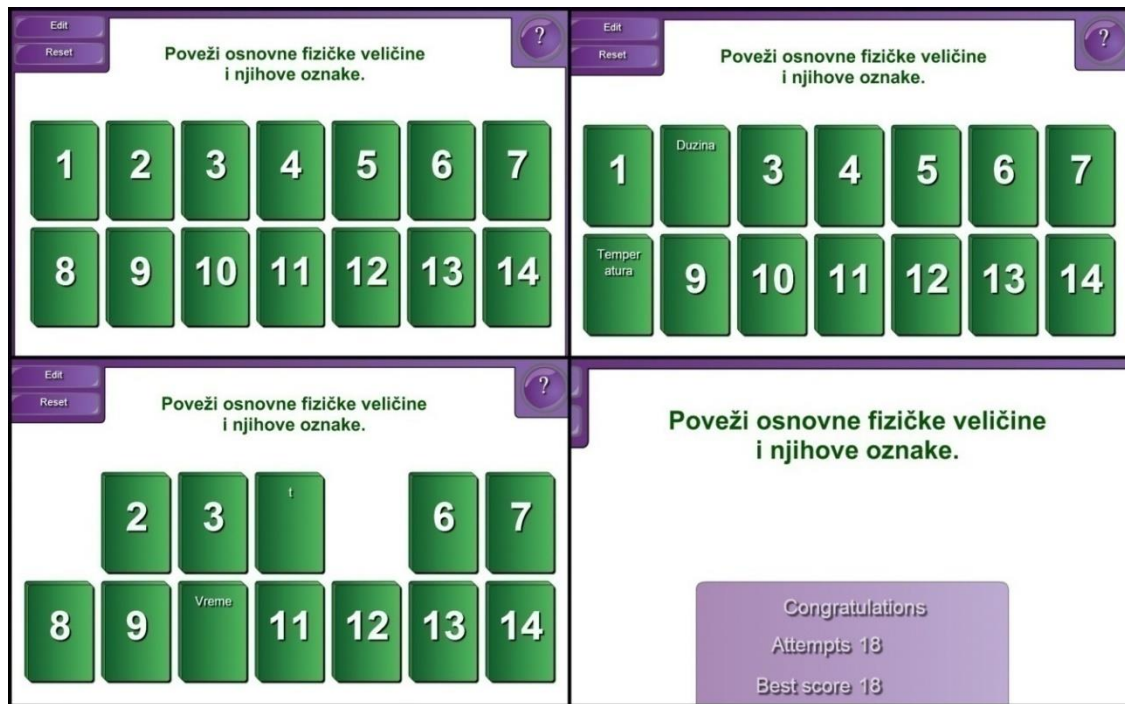 Edit
Reset
?
Poveži osnovne fizičke veličine
i njihove oznake.
1 2 3 4 5 6 7
8 9 10 11 12 13 14
Edit
Reset
?
Poveži osnovne fizičke veličine
i njihove oznake.
1 Duzina 3 4 5 6 7
Temper
atura
9 10 11 12 13 14
Edit
Reset
?
Poveži osnovne fizičke veličine
i njihove oznake.
2 3 t 6 7
8 9 Vreme 11 12 13 14
Poveži osnovne fizičke veličine
i njihove oznake.
Congratulations
Attempts 18
Best score 18